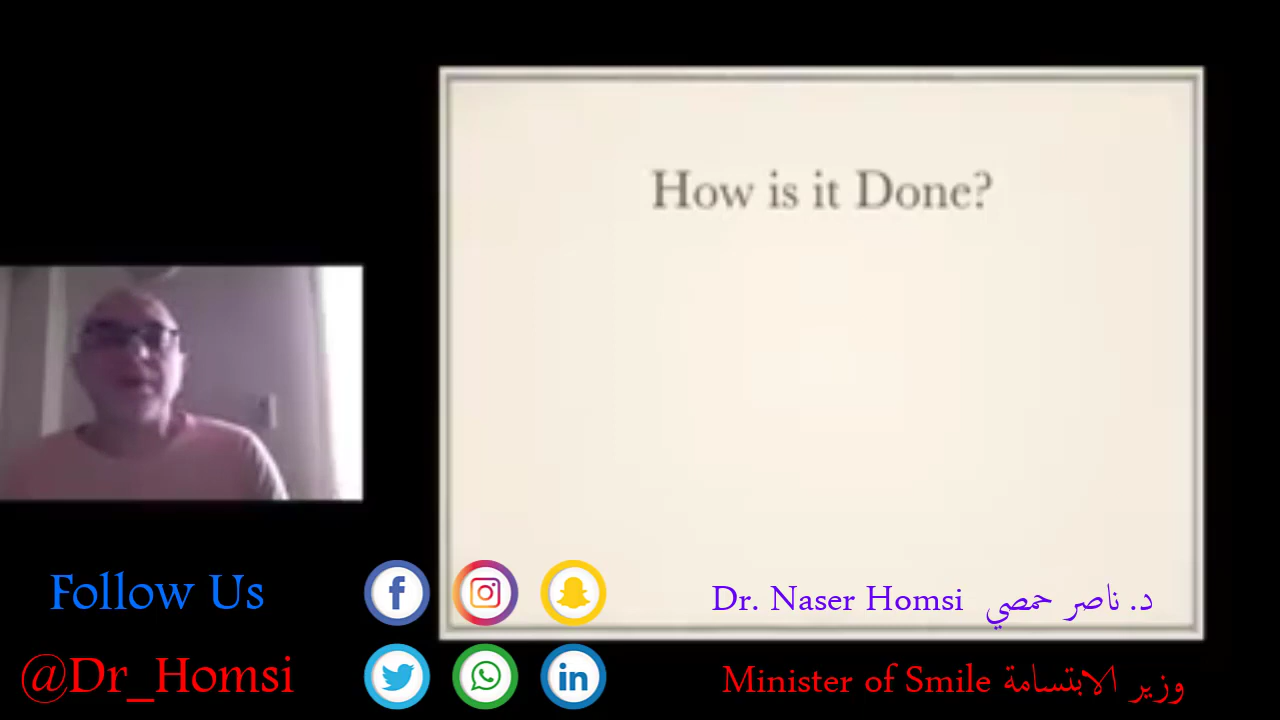 How is it Done?
Follow Us
Dr. Naser Homsi د. ناصر حمصي
@Dr_Homsi
Minister of Smile وزير الابتسامة